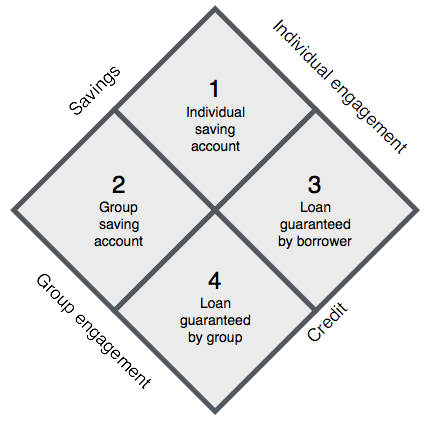 Savings
Individual engagement
1
Individual
saving
account
2
Group
saving
account
3
Loan
guaranteed
by borrower
4
Loan
guaranteed
by group
Group engagement
Credit